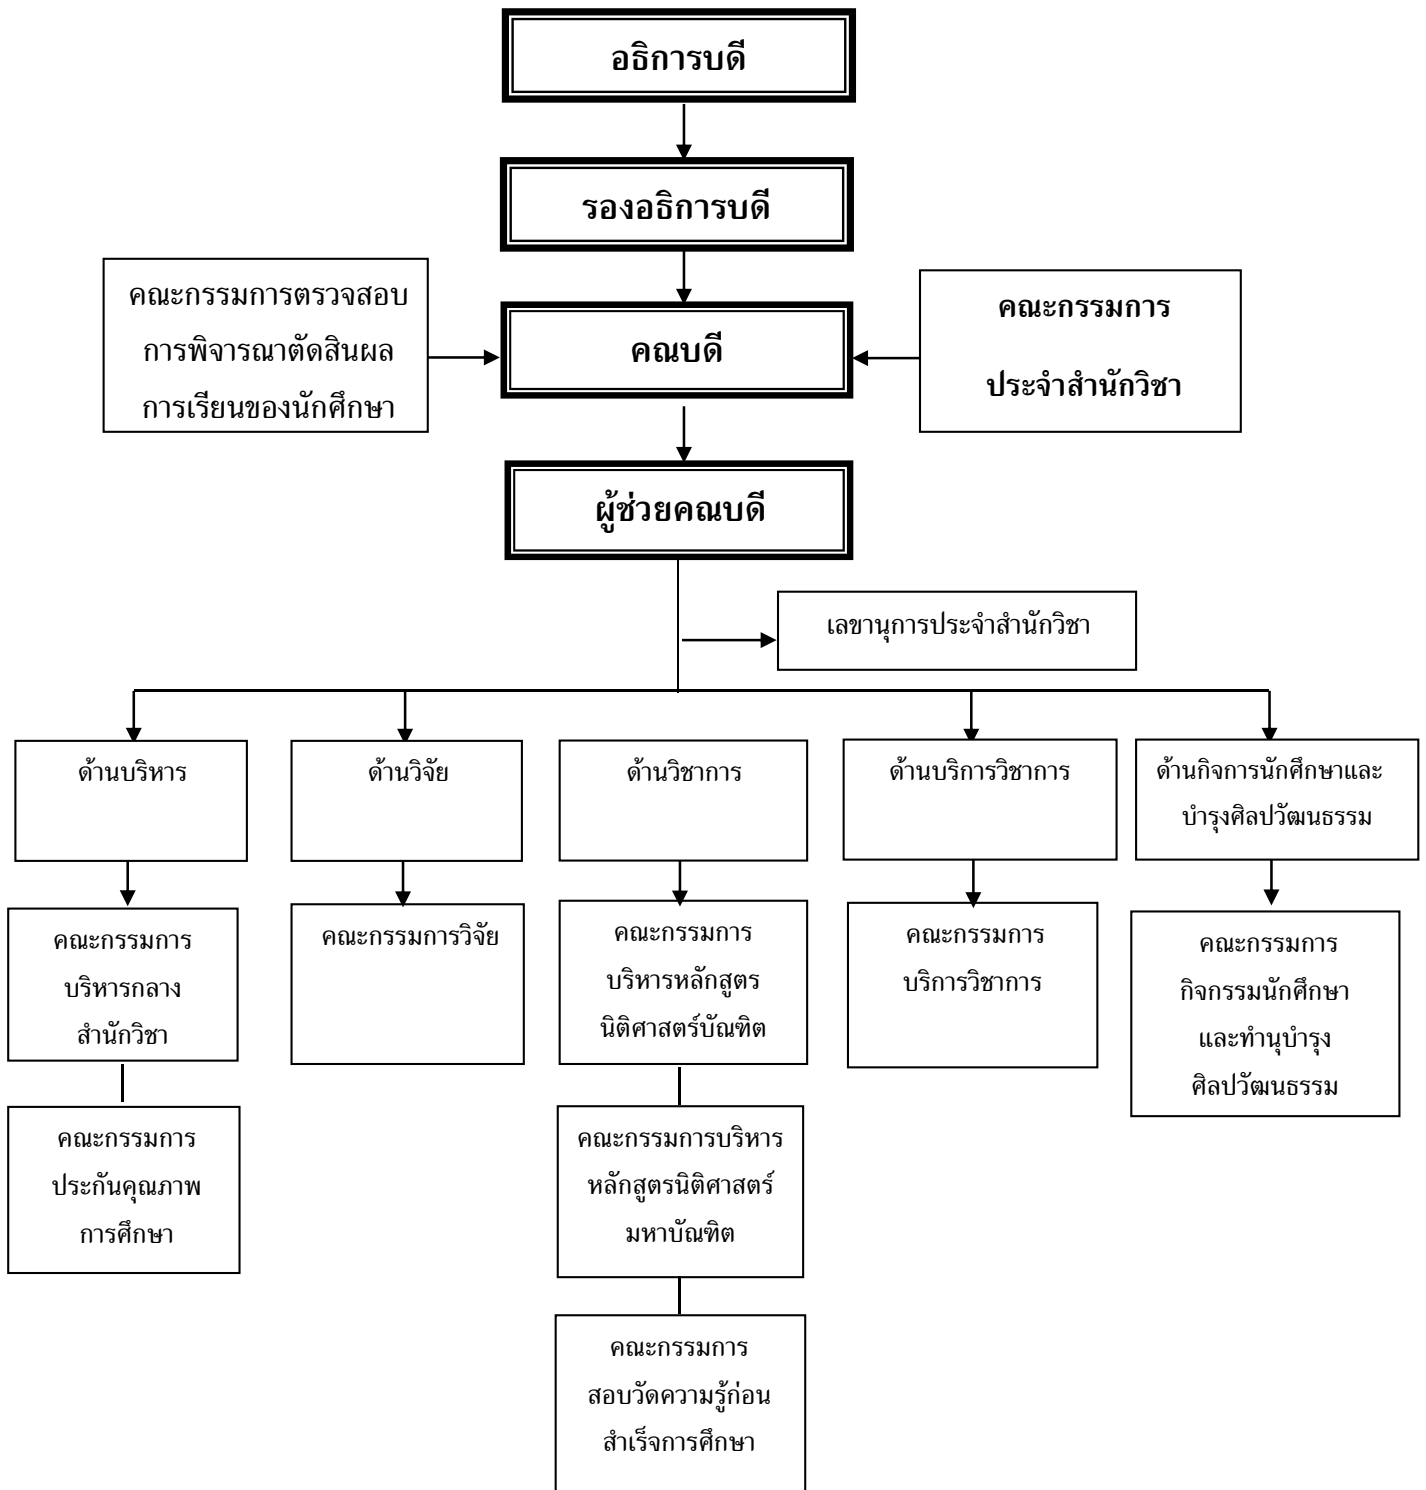 อธิการบดี
รองอธิการบดี
คณะกรรมการตรวจสอบ
การพิจารณาตัดสินผล
การเรียนของนักศึกษา
คณบดี
คณะกรรมการ
ประจำสำนักวิชา
ผู้ช่วยคณบดี
เลขานุการประจำสำนักวิชา
ด้านบริหาร
ด้านวิจัย
ด้านวิชาการ
ด้านบริการวิชาการ
ด้านกิจการนักศึกษาและ
บำรุงศิลปวัฒนธรรม
คณะกรรมการ
บริหารกลาง
สำนักวิชา
คณะกรรมการวิจัย
คณะกรรมการ
บริหารหลักสูตร
นิติศาสตร์บัณฑิต
คณะกรรมการ
บริการวิชาการ
คณะกรรมการ
กิจกรรมนักศึกษา
และทำนุบำรุง
ศิลปวัฒนธรรม
คณะกรรมการ
ประกันคุณภาพ
การศึกษา
คณะกรรมการบริหาร
หลักสูตรนิติศาสตร์
มหาบัณฑิต
คณะกรรมการ
สอบวัดความรู้ก่อน
สำเร็จการศึกษา